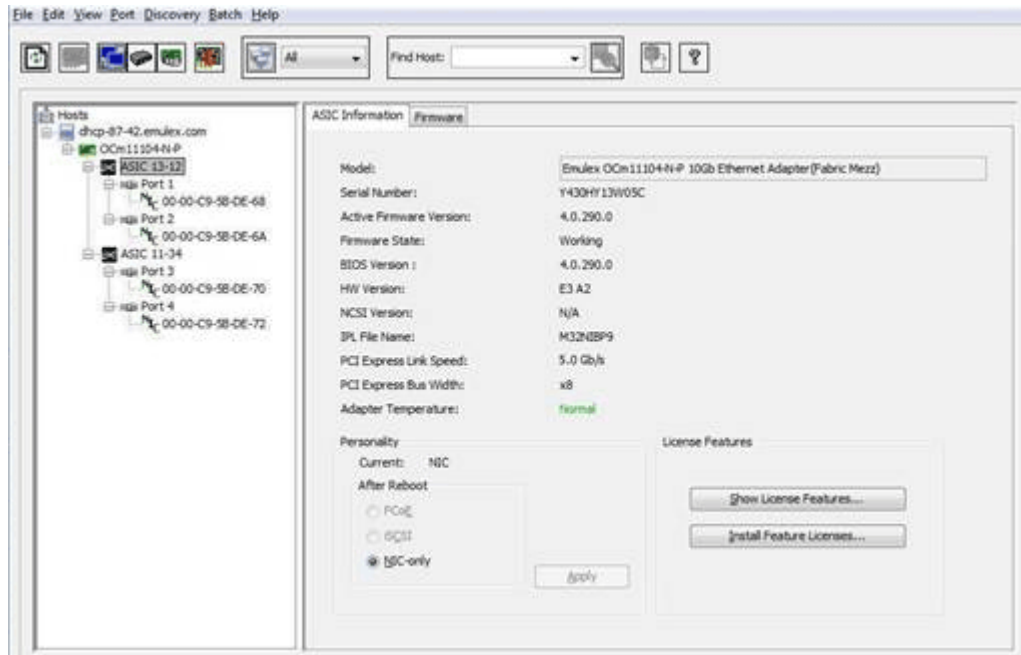 File Edit View Port Discovery Batch Help
All
Find Host:
Hosts
dhcp-87-42.emulex.com
OCm11104-N-P
ASIC 13-12
Port 1
00-00-C9-5B-DE-68
Port 2
00-00-C9-5B-DE-6A
ASIC 11-34
Port 3
00-00-C9-5B-DE-70
Port 4
00-00-C9-5B-DE-72
ASIC Information Firmware
Model: Emulex OCm11104-N-P 10Gb Ethernet Adapter(Fabric Mezz)
Serial Number: Y430HY13W05C
Active Firmware Version: 4.0.290.0
Firmware State: Working
BIOS Version : 4.0.290.0
HW Version: E3 A2
NCSI Version: N/A
IPL File Name: M32NIBP9
PCI Express Link Speed: 5.0 Gb/s
PCI Express Bus Width: x8
Adapter Temperature: Normal
Personality
Current: NIC
After Reboot
FCoE
iSCSI
NIC-only
Apply
License Features
Show License Features...
Install Feature Licenses...